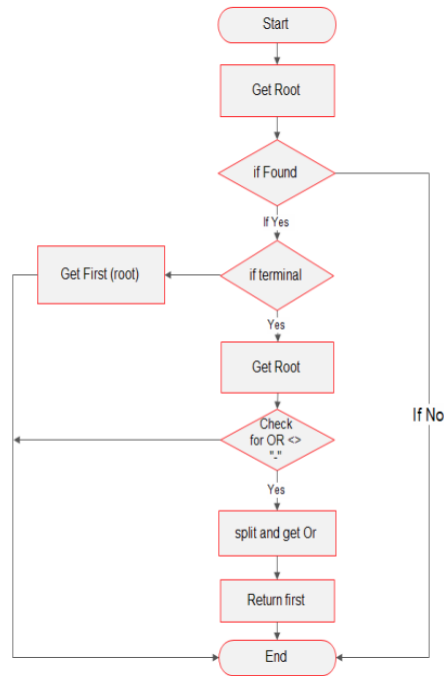 Start
Get Root
if Found
If Yes
Get First (root)
if terminal
Yes
Get Root
If No
Check
for OR <>
"-"
Yes
split and get Or
Return first
End